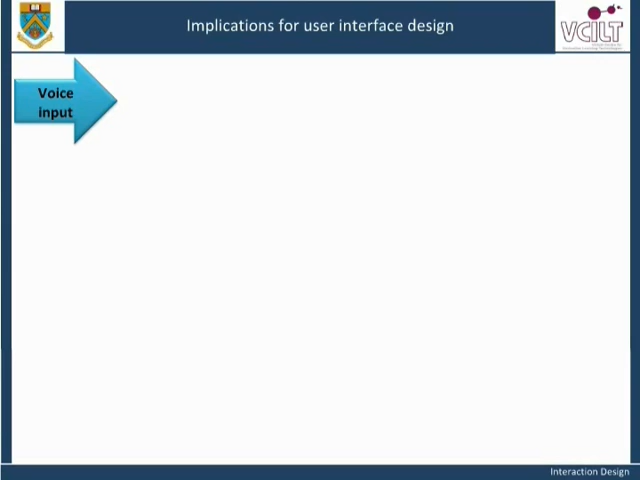 Implications for user interface design
VCILT
Voice
input
Interaction Design